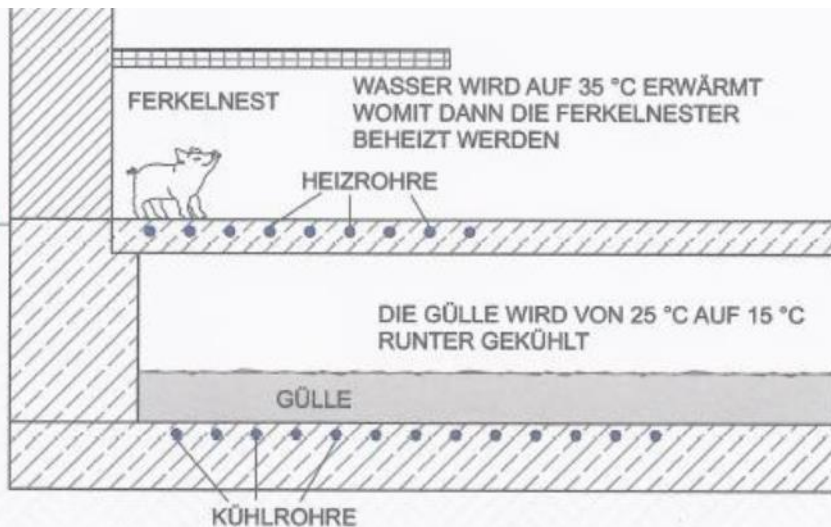 FERKELNEST
WASSER WIRD AUF 35 °C ERWÄRMT
WOMIT DANN DIE FERKELNESTER
BEHEIZT WERDEN
HEIZROHRE
DIE GÜLLE WIRD VON 25 °C AUF 15 °C
RUNTER GEKÜHLT
GÜLLE
KÜHLROHRE